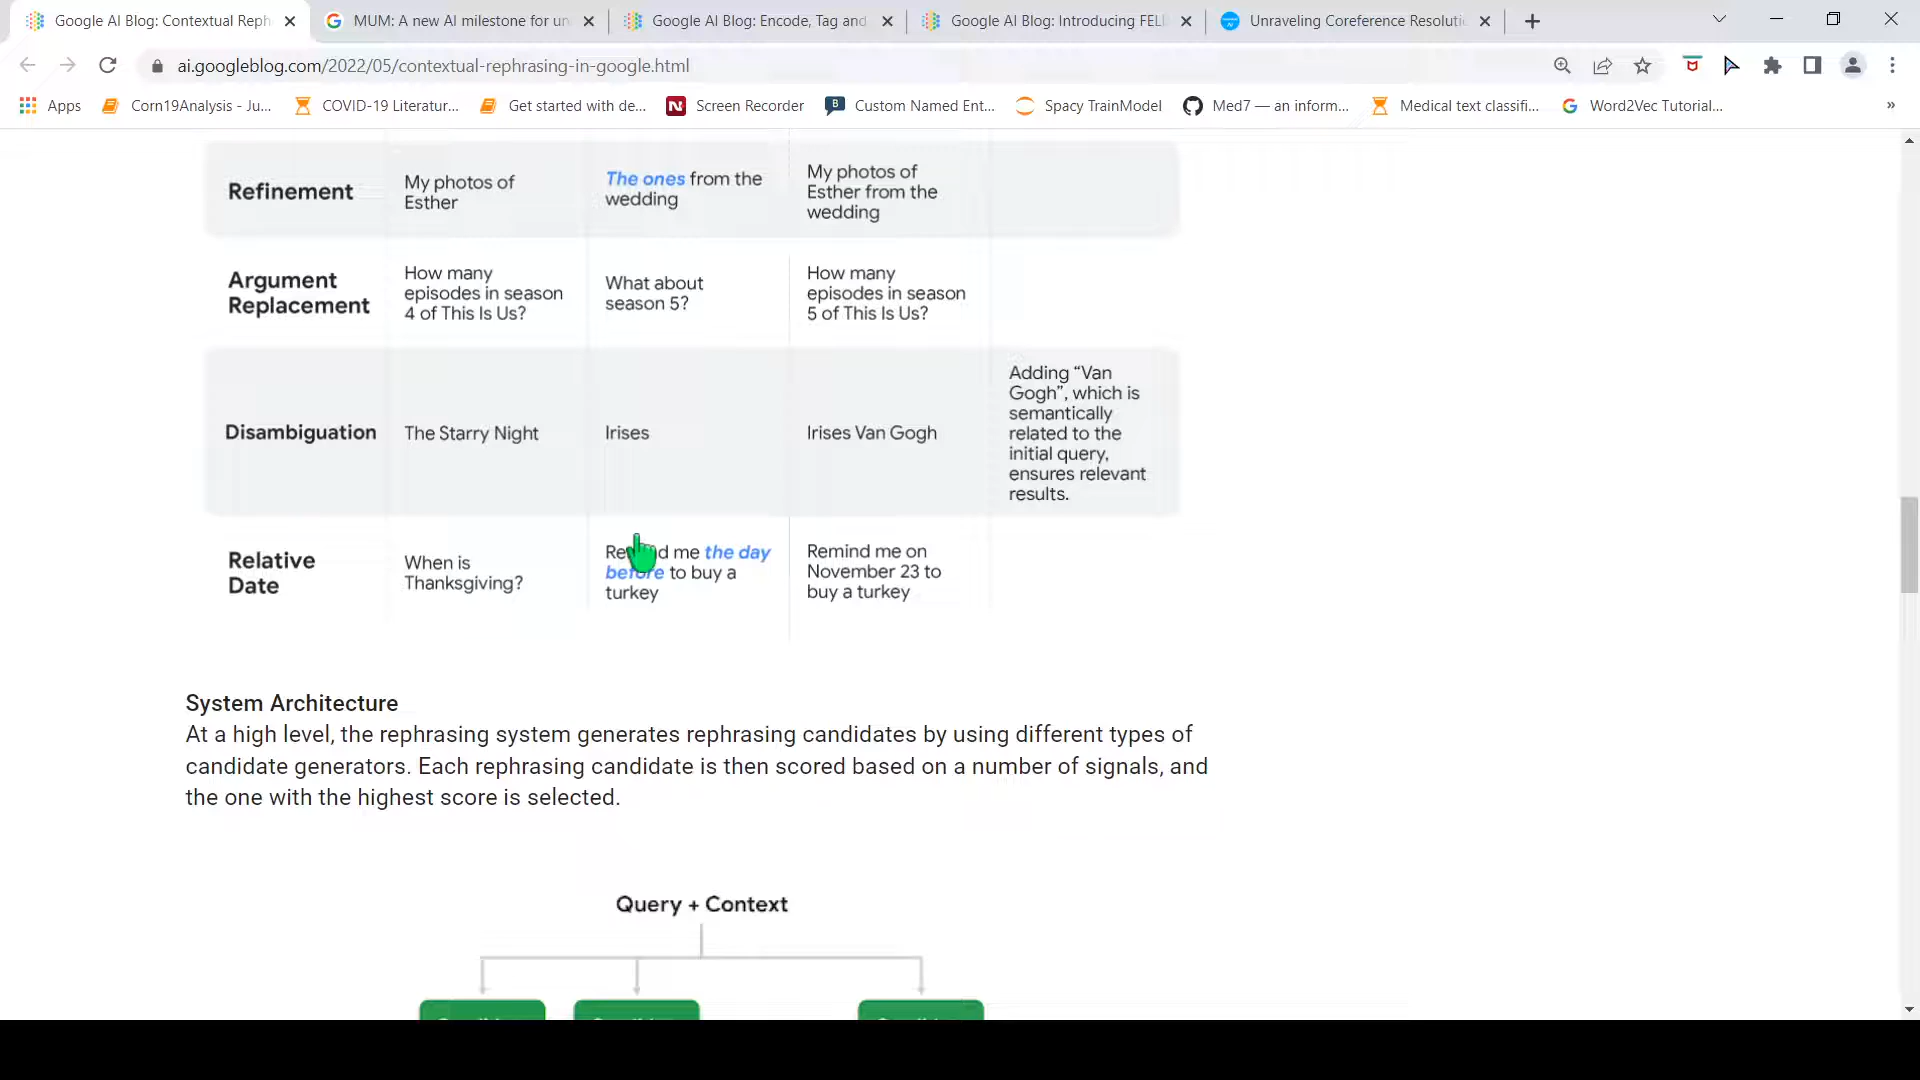 Google AI Blog: Contextual Reph
MUM: A new AI milestone for un
Google AI Blog: Encode, Tag and
Google AI Blog: Introducing FELI
Unraveling Coreference Resoluti
ai.googleblog.com/2022/05/contextual-rephrasing-in-google.html
Apps
Corn19Analysis - Ju...
COVID-19 Literatur...
Get started with de...
Screen Recorder
Custom Named Ent...
Spacy TrainModel
Med7 — an inform...
Medical text classifi...
Word2Vec Tutorial...
»
Refinement
My photos of
Esther
The ones from the
wedding
My photos of
Esther from the
wedding
Argument
Replacement
How many
episodes in season
4 of This Is Us?
What about
season 5?
How many
episodes in season
5 of This Is Us?
Disambiguation
The Starry Night
Irises
Irises Van Gogh
Adding “Van
Gogh”, which is
semantically
related to the
initial query,
ensures relevant
results.
Relative
Date
When is
Thanksgiving?
Remind me the day
before to buy a
turkey
Remind me on
November 23 to
buy a turkey
System Architecture
At a high level, the rephrasing system generates rephrasing candidates by using different types of
candidate generators. Each rephrasing candidate is then scored based on a number of signals, and
the one with the highest score is selected.
Query + Context